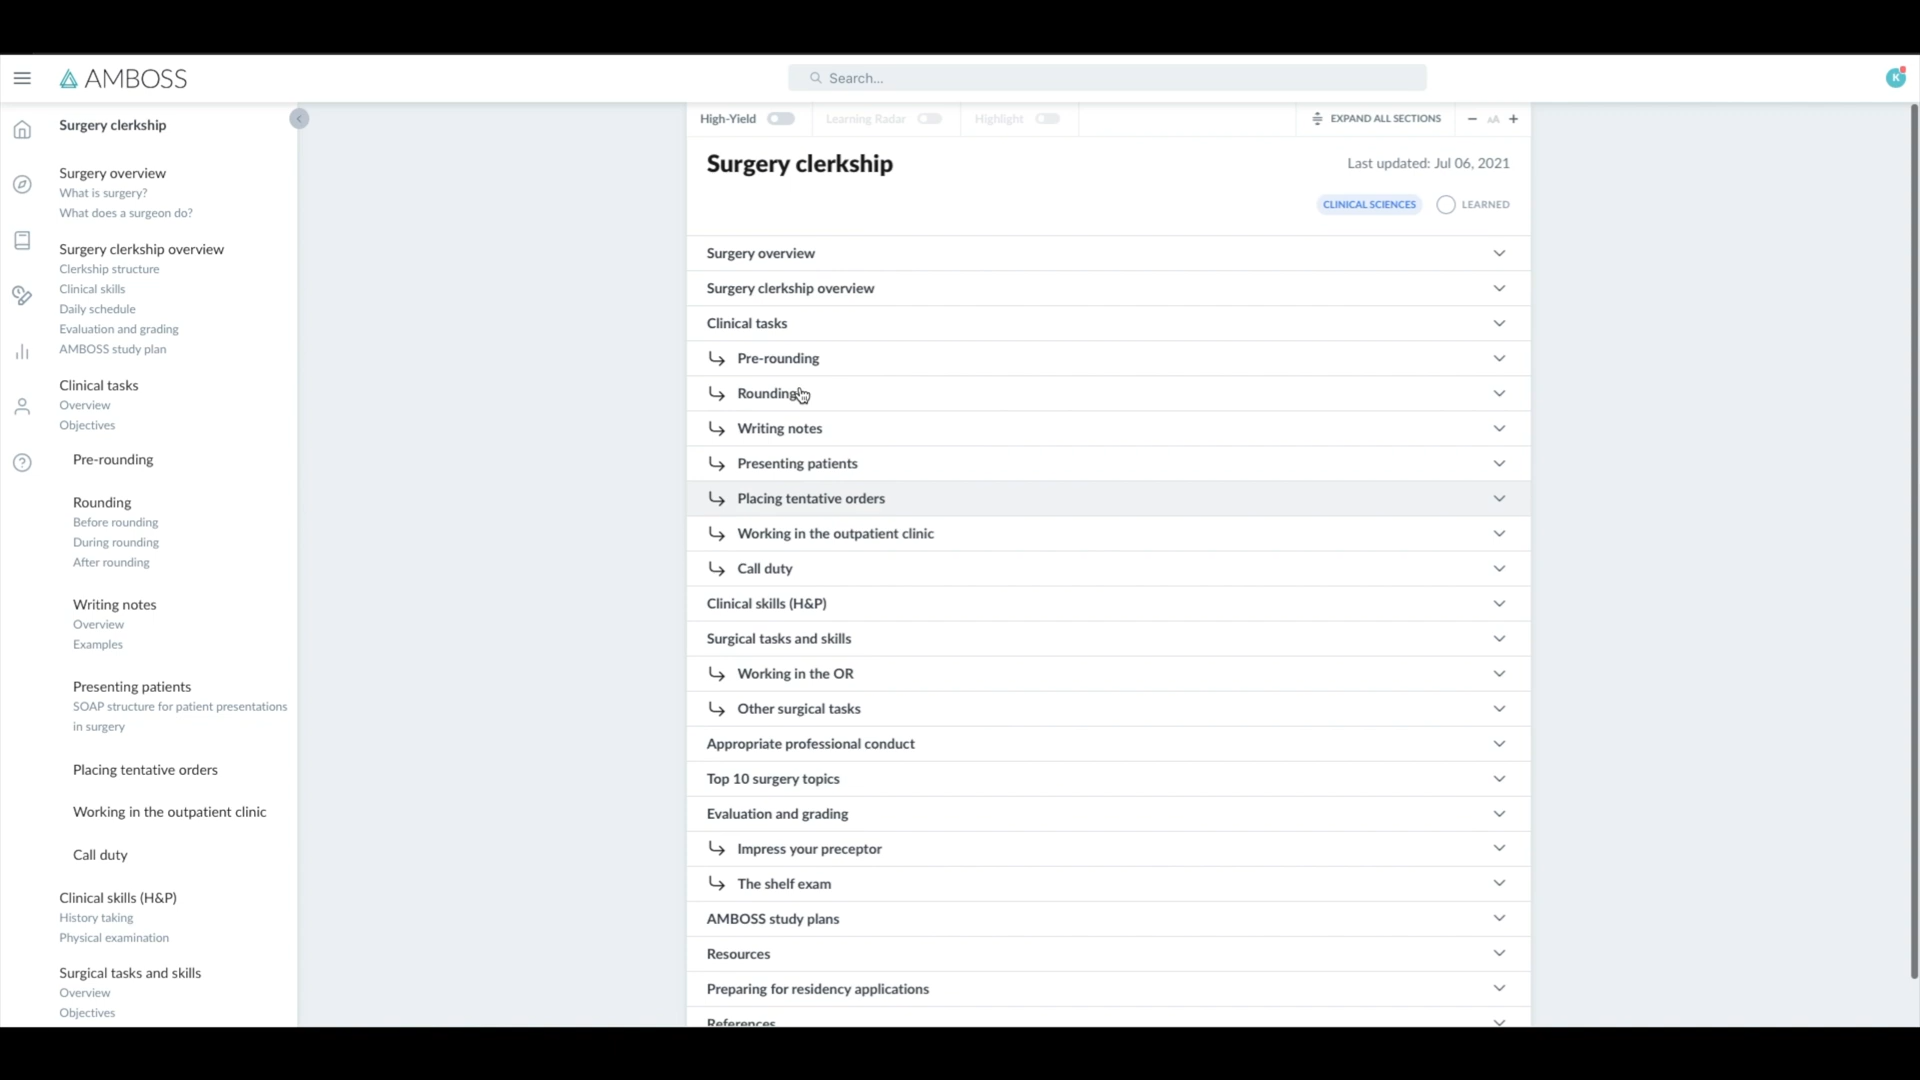 AMBOSS
Search...
K
Surgery clerkship
Surgery overview
What is surgery?
What does a surgeon do?
Surgery clerkship overview
Clerkship structure
Clinical skills
Daily schedule
Evaluation and grading
AMBOSS study plan
Clinical tasks
Overview
Objectives
Pre-rounding
Rounding
Before rounding
During rounding
After rounding
Writing notes
Overview
Examples
Presenting patients
SOAP structure for patient presentations
in surgery
Placing tentative orders
Working in the outpatient clinic
Call duty
Clinical skills (H&P)
History taking
Physical examination
Surgical tasks and skills
Overview
Objectives
High-Yield
Learning Radar
Highlight
EXPAND ALL SECTIONS
− AA +
Surgery clerkship
Last updated: Jul 06, 2021
CLINICAL SCIENCES
LEARNED
Surgery overview
Surgery clerkship overview
Clinical tasks
Pre-rounding
Rounding
Writing notes
Presenting patients
Placing tentative orders
Working in the outpatient clinic
Call duty
Clinical skills (H&P)
Surgical tasks and skills
Working in the OR
Other surgical tasks
Appropriate professional conduct
Top 10 surgery topics
Evaluation and grading
Impress your preceptor
The shelf exam
AMBOSS study plans
Resources
Preparing for residency applications
References